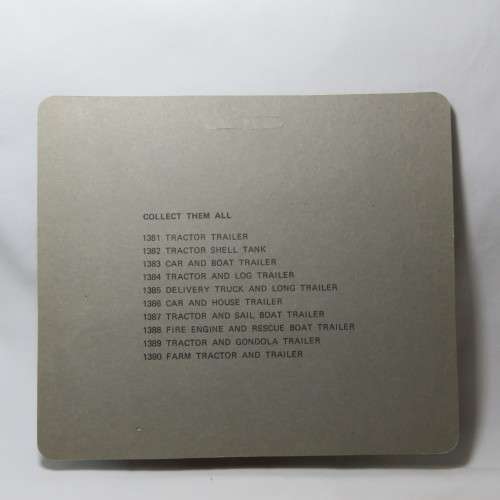 COLLECT THEM ALL
1381 TRACTOR TRAILER
1382 TRACTOR SHELL TANK
1383 CAR AND BOAT TRAILER
1384 TRACTOR AND LOG TRAILER
1385 DELIVERY TRUCK AND LONG TRAILER
1386 CAR AND HOUSE TRAILER
1387 TRACTOR AND SAIL BOAT TRAILER
1388 FIRE ENGINE AND RESCUE BOAT TRAILER
1389 TRACTOR AND GONDOLA TRAILER
1390 FARM TRACTOR AND TRAILER